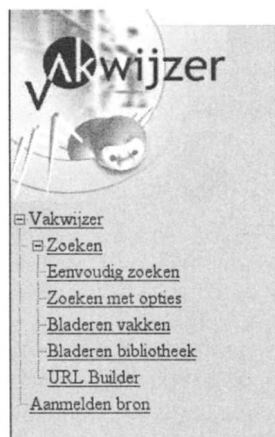 Vakwijzer
Vakwijzer
Zoeken
Eenvoudig zoeken
Zoeken met opties
Bladeren vakken
Bladeren bibliotheek
URL Builder
Aanmelden bron